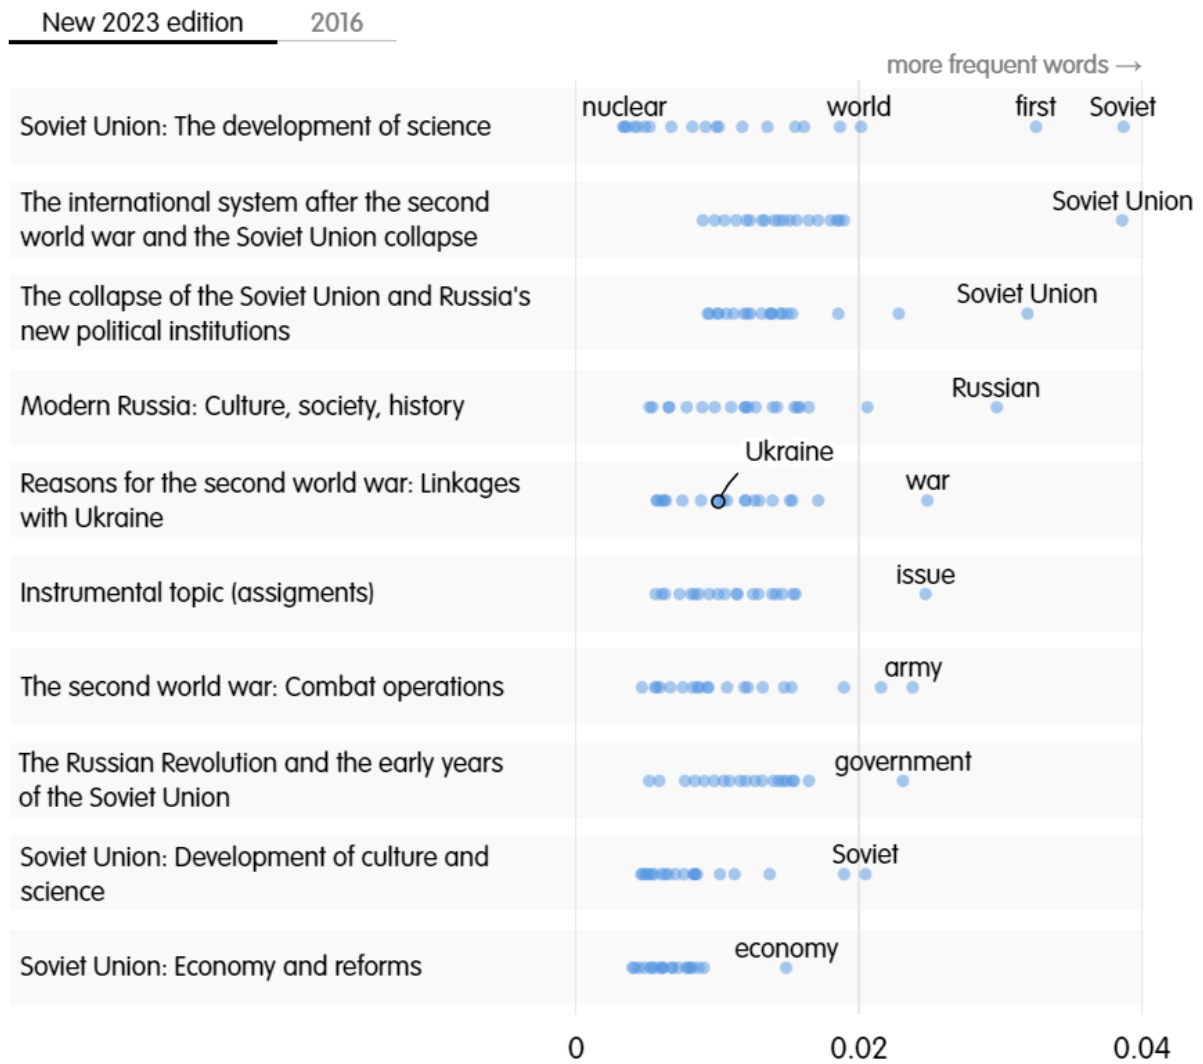 New 2023 edition 2016
more frequent words →
nuclear world first Soviet
Soviet Union: The development of science
The international system after the second
world war and the Soviet Union collapse
Soviet Union
The collapse of the Soviet Union and Russia's
new political institutions
Soviet Union
Modern Russia: Culture, society, history
Russian
Ukraine
Reasons for the second world war: Linkages
with Ukraine
war
Instrumental topic (assigments)
issue
The second world war: Combat operations
army
The Russian Revolution and the early years
of the Soviet Union
government
Soviet Union: Development of culture and
science
Soviet
Soviet Union: Economy and reforms
economy
0 0.02 0.04